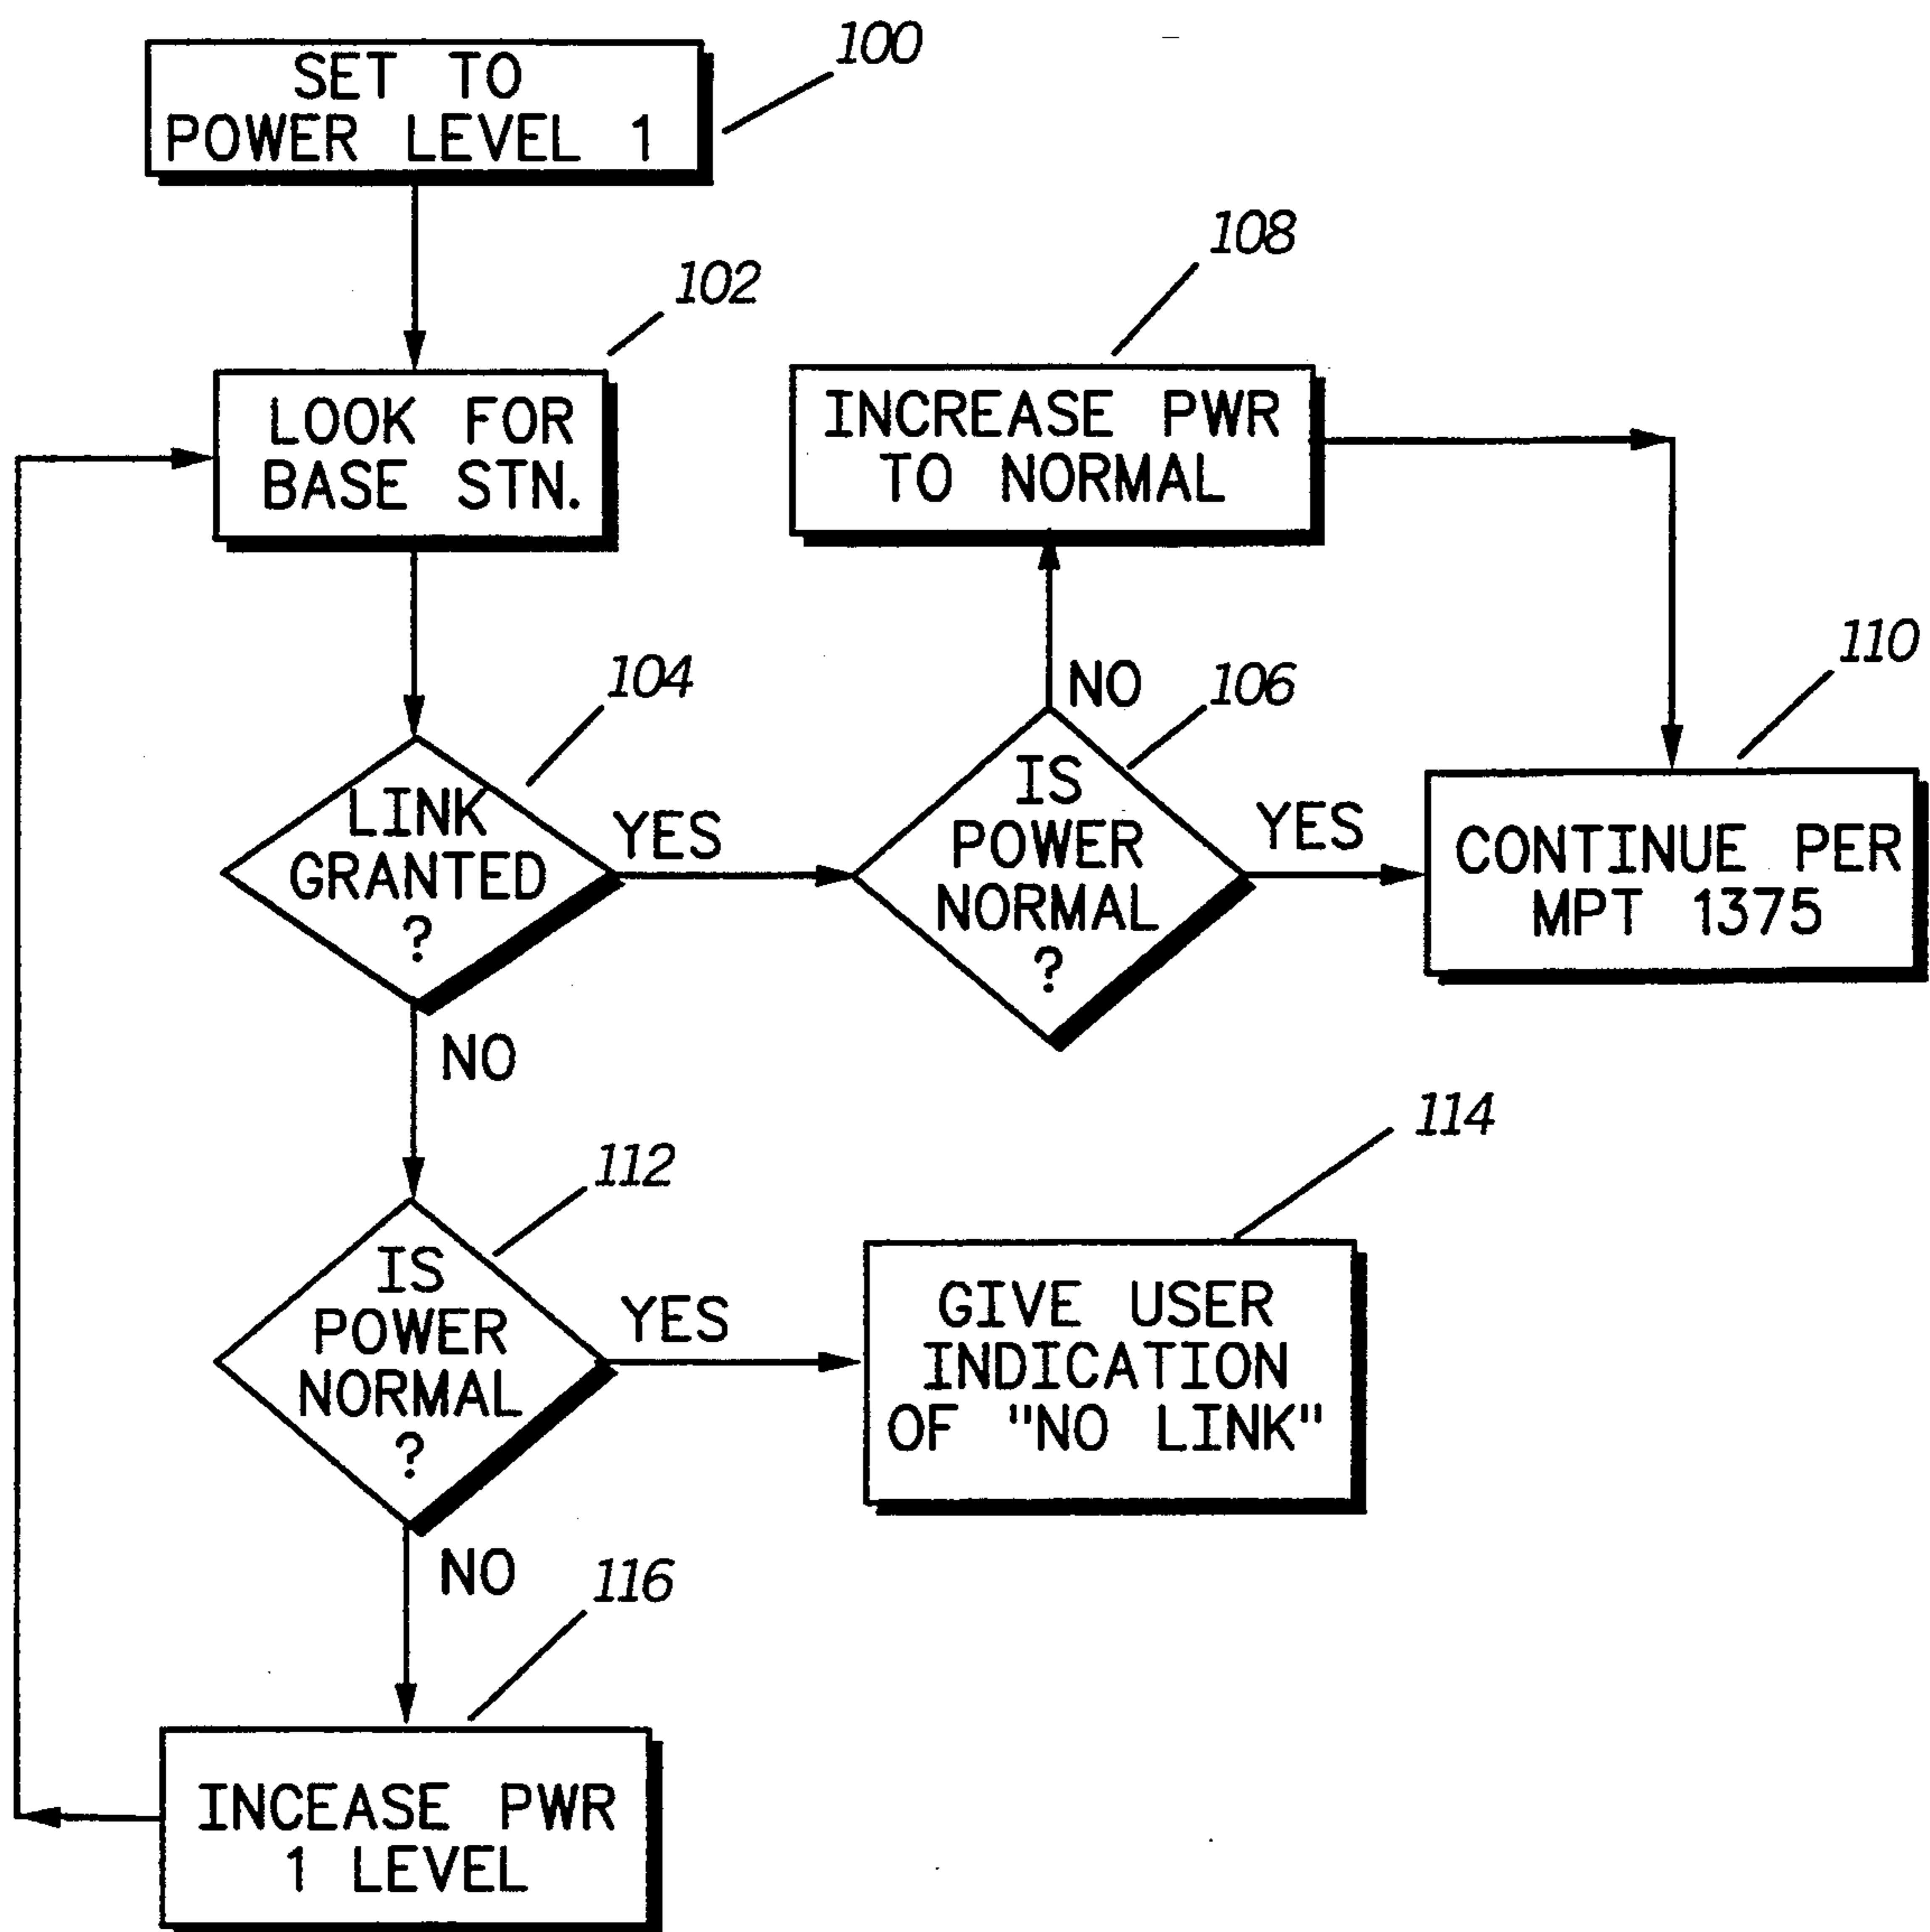 SET TO
POWER LEVEL 1
100
LOOK FOR
BASE STN.
102
INCREASE PWR
TO NORMAL
108
LINK
GRANTED
?
104
YES
NO
IS
POWER
NORMAL
?
106
NO
YES
CONTINUE PER
MPT 1375
110
IS
POWER
NORMAL
?
112
YES
NO
GIVE USER
INDICATION
OF "NO LINK"
114
INCEASE PWR
1 LEVEL
116